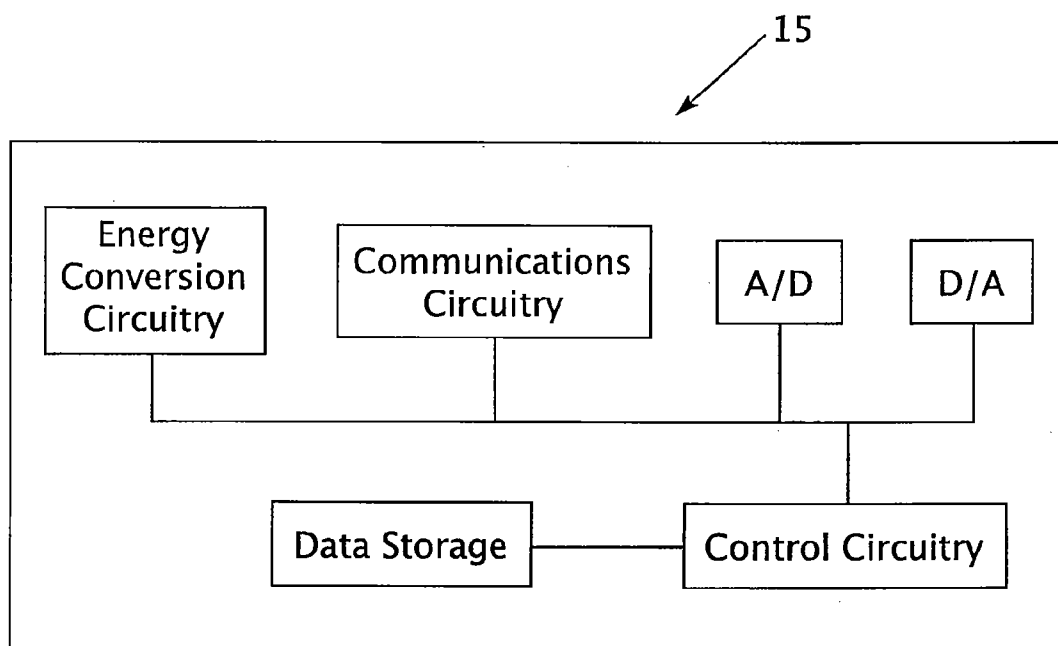 15
Energy
Conversion
Circuitry
Communications
Circuitry
A/D
D/A
Data Storage
Control Circuitry